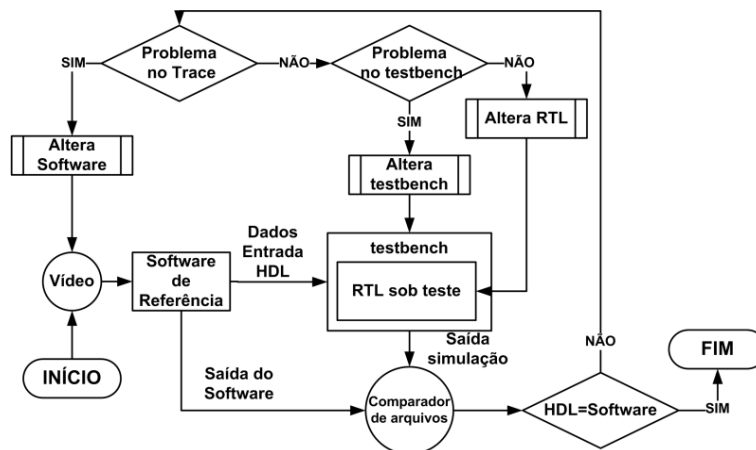 Problema
no Trace
SIM
NÃO
Problema
no testbench
NÃO
SIM
Altera
Software
Altera
testbench
Altera RTL
Vídeo
Software
de
Referência
Dados
Entrada
HDL
testbench
RTL sob teste
INÍCIO
Saída do
Software
Saída
simulação
Comparador
de arquivos
HDL=Software
NÃO
SIM
FIM